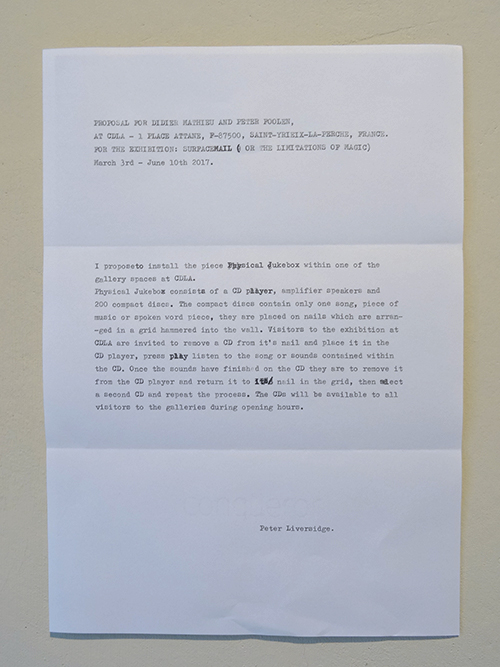 PROPOSAL FOR DIDIER MATHIEU AND PETER FOOLEN,
AT CDLA - 1 PLACE ATTANE, F-87500, SAINT-YRIEIX-LA-PERCHE, FRANCE.
FOR THE EXHIBITION: SURFACEMAIL ( OR THE LIMITATIONS OF MAGIC)
March 3rd - June 10th 2017.
I proposeto install the piece Physical Jukebox within one of the
gallery spaces at CDLA.
Physical Jukebox consists of a CD player, amplifier speakers and
200 compact discs. The compact discs contain only one song, piece of
music or spoken word piece, they are placed on nails which are arran-
-ged in a grid hammered into the wall. Visitors to the exhibition at
CDLA are invited to remove a CD from it's nail and place it in the
CD player, press play listen to the song or sounds contained within
the CD. Once the sounds have finished on the CD they are to remove it
from the CD player and return it to nail in the grid, then select
a second CD and repeat the process. The CDs will be available to all
visitors to the galleries during opening hours.
Peter Liversidge.